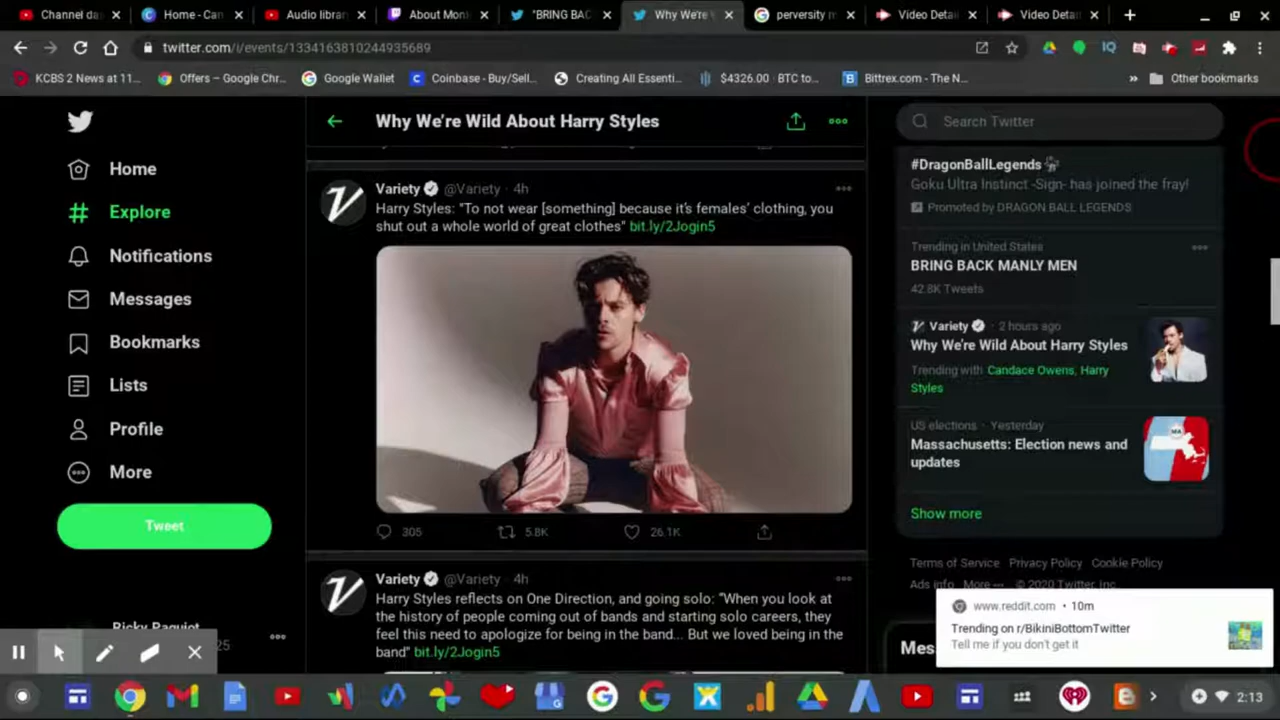 Channel da
Home - Can
Audio librar
About Mon
"BRING BAC
Why We're
perversity m
Video Detai
Video Detai
twitter.com/i/events/1334163810244935689
KCBS 2 News at 11...
Offers – Google Chr...
Google Wallet
Coinbase - Buy/Sell...
Creating All Essenti...
$4326.00 · BTC to...
Bittrex.com - The N...
Other bookmarks
Home
Explore
Notifications
Messages
Bookmarks
Lists
Profile
More
Tweet
Why We're Wild About Harry Styles
Variety @Variety · 4h
Harry Styles: "To not wear [something] because it's females' clothing, you
shut out a whole world of great clothes" bit.ly/2Jogin5
305 5.8K 26.1K
Variety @Variety · 4h
Harry Styles reflects on One Direction, and going solo: "When you look at
the history of people coming out of bands and starting solo careers, they
feel this need to apologize for being in the band... But we loved being in the
band" bit.ly/2Jogin5
Search Twitter
#DragonBallLegends
Goku Ultra Instinct -Sign- has joined the fray!
Promoted by DRAGON BALL LEGENDS
Trending in United States
BRING BACK MANLY MEN
42.8K Tweets
Variety · 2 hours ago
Why We're Wild About Harry Styles
Trending with Candace Owens, Harry
Styles
US elections · Yesterday
Massachusetts: Election news and
updates
Show more
Terms of Service Privacy Policy Cookie Policy
Ads info More © 2020 Twitter, Inc.
www.reddit.com • 10m
Trending on r/BikiniBottomTwitter
Tell me if you don't get it
Mes
25
2:13